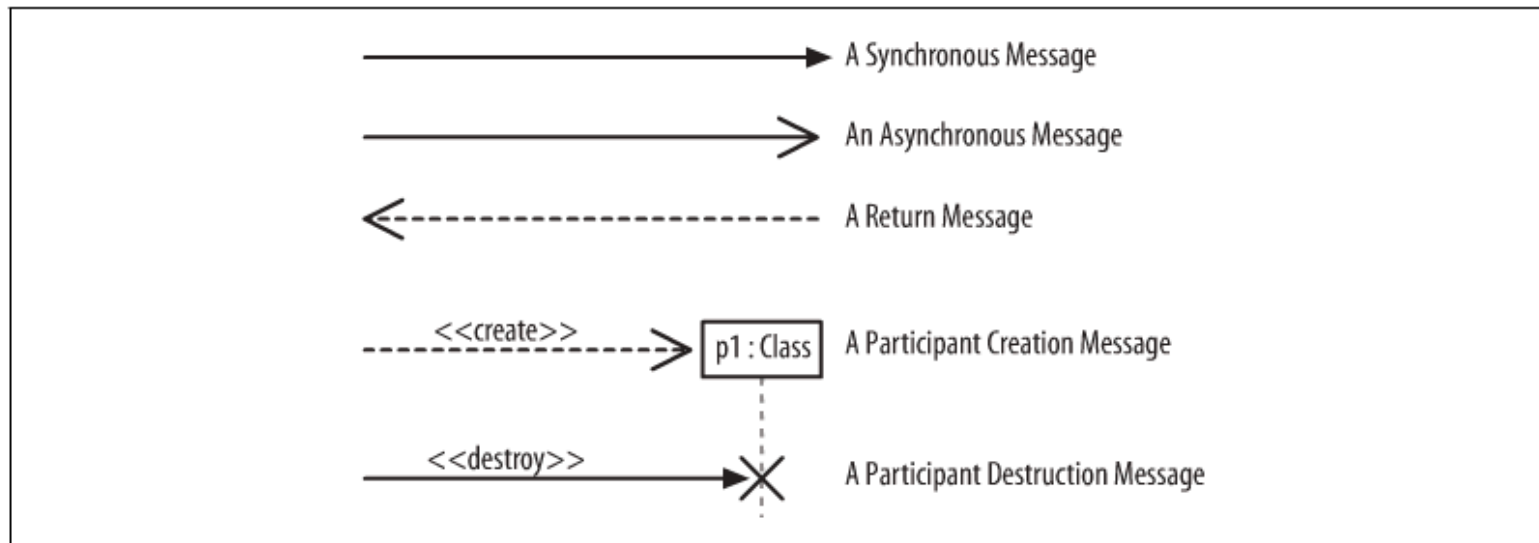 A Synchronous Message
An Asynchronous Message
A Return Message
<<create>>
p1 : Class
A Participant Creation Message
<<destroy>>
A Participant Destruction Message